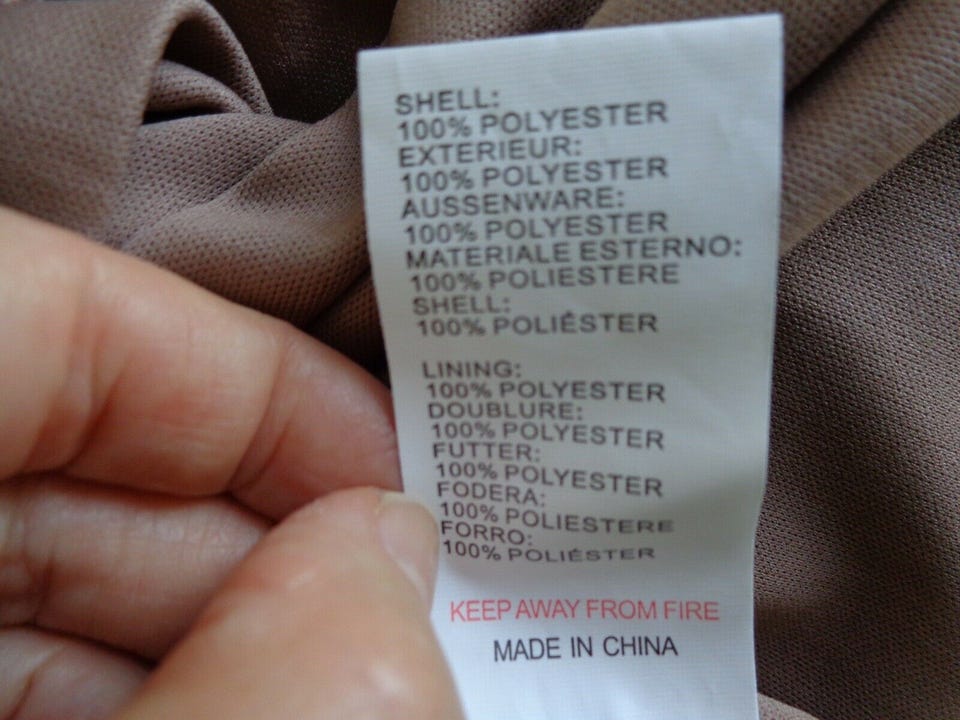 SHELL:
100% POLYESTER
EXTERIEUR:
100% POLYESTER
AUSSENWARE:
100% POLYESTER
MATERIALE ESTERNO:
100% POLIESTERE
SHELL:
100% POLIÉSTER
LINING:
100% POLYESTER
DOUBLURE:
100% POLYESTER
FUTTER:
100% POLYESTER
FODERA:
100% POLIESTERE
FORRO:
100% POLIÉSTER
KEEP AWAY FROM FIRE
MADE IN CHINA